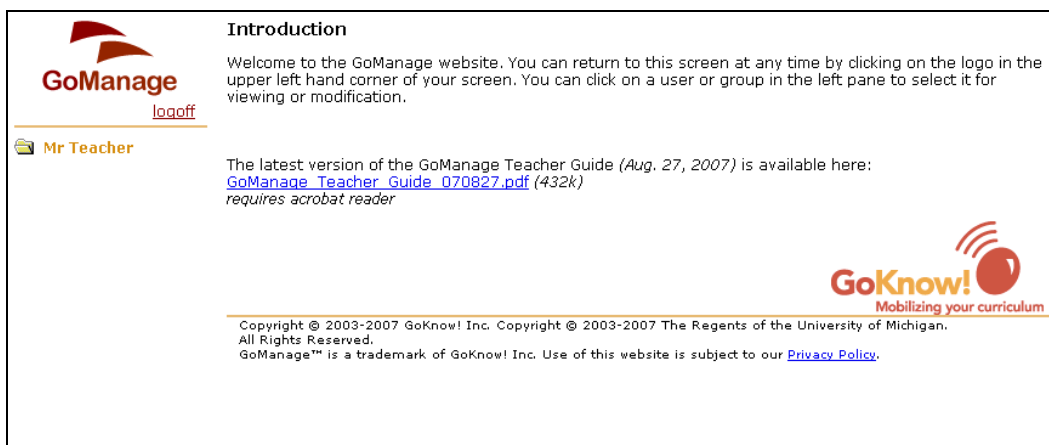 GoManage
logoff
Mr Teacher
Introduction
Welcome to the GoManage website. You can return to this screen at any time by clicking on the logo in the
upper left hand corner of your screen. You can click on a user or group in the left pane to select it for
viewing or modification.
The latest version of the GoManage Teacher Guide (Aug. 27, 2007) is available here:
GoManage_Teacher_Guide_070827.pdf (432k)
requires acrobat reader
GoKnow!
Mobilizing your curriculum
Copyright © 2003-2007 GoKnow! Inc. Copyright © 2003-2007 The Regents of the University of Michigan.
All Rights Reserved.
GoManage™ is a trademark of GoKnow! Inc. Use of this website is subject to our Privacy Policy.